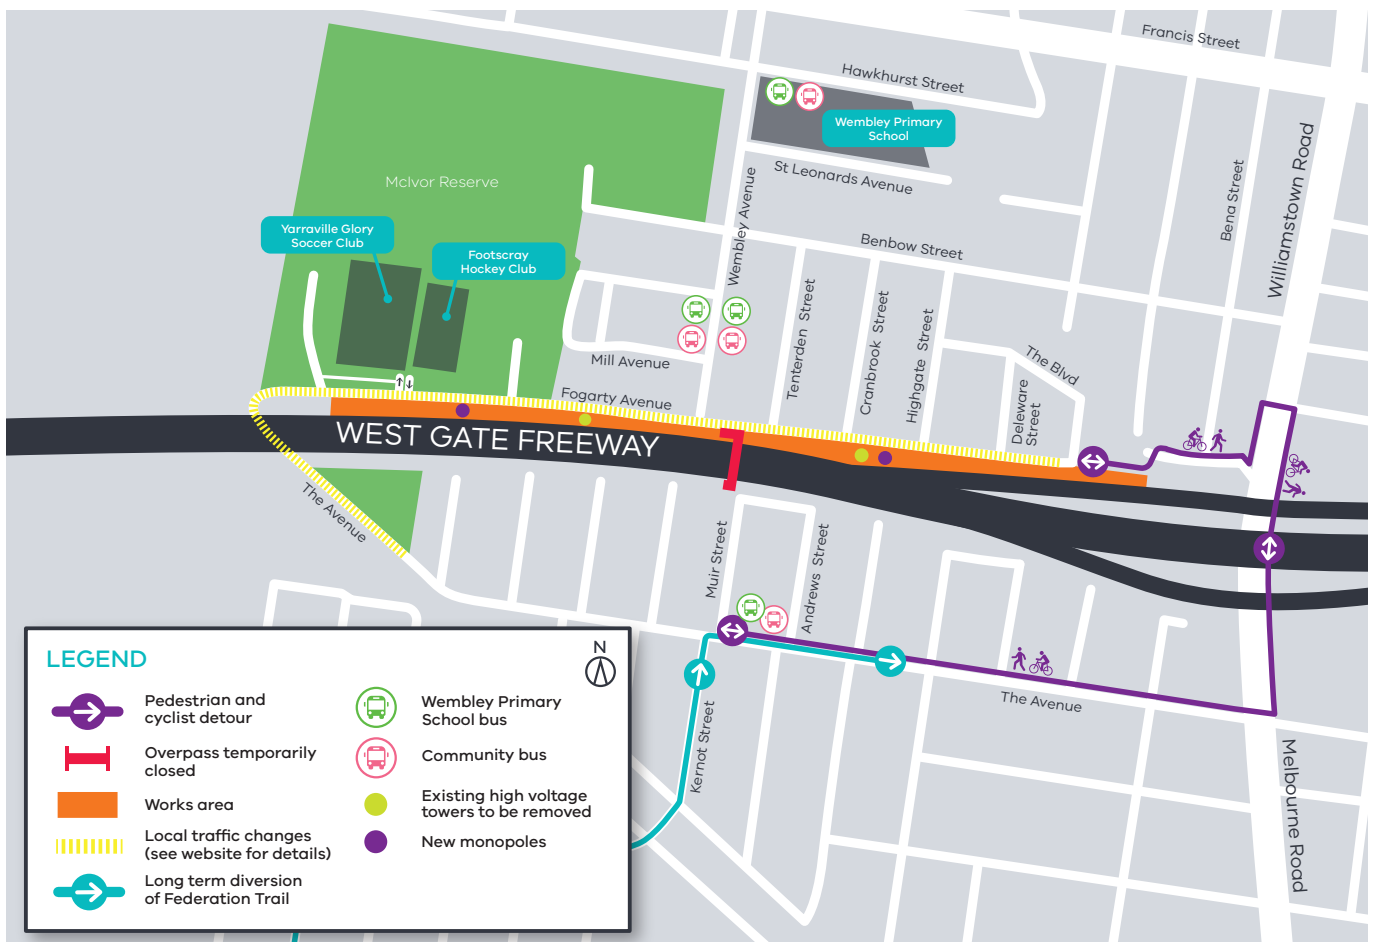 Francis Street
Hawkhurst Street
Wembley Primary
School
St Leonards Avenue
McIvor Reserve
Wembley Avenue
Bena Street
Williamstown Road
Yarraville Glory
Soccer Club
Footscray
Hockey Club
Benbow Street
Tenterden Street
Cranbrook Street
Highgate Street
The Blvd
Mill Avenue
Fogarty Avenue
Deleware
Street
WEST GATE FREEWAY
The Avenue
Muir Street
Andrews Street
The Avenue
Kernot Street
Melbourne Road
LEGEND
N
Pedestrian and
cyclist detour
Overpass temporarily
closed
Works area
Local traffic changes
(see website for details)
Long term diversion
of Federation Trail
Wembley Primary
School bus
Community bus
Existing high voltage
towers to be removed
New monopoles